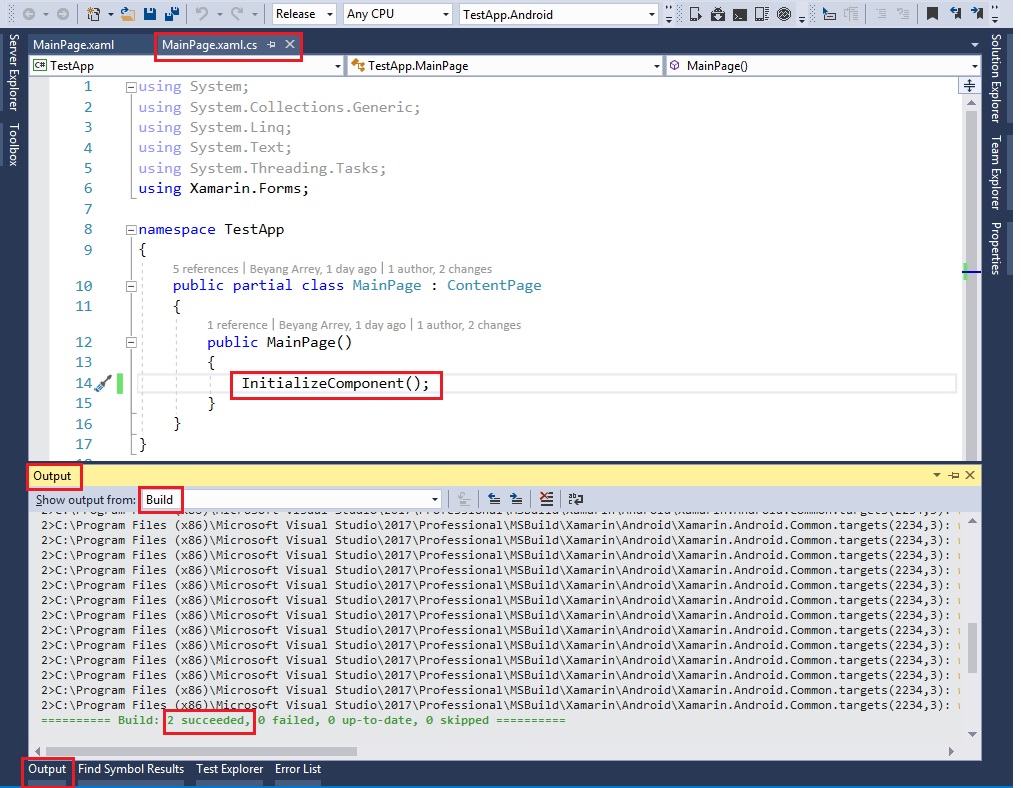 Release Any CPU TestApp.Android
Server Explorer
Toolbox
MainPage.xaml MainPage.xaml.cs
C# TestApp TestApp.MainPage MainPage()
1 using System;
2 using System.Collections.Generic;
3 using System.Linq;
4 using System.Text;
5 using System.Threading.Tasks;
6 using Xamarin.Forms;
7
8 namespace TestApp
9 {
5 references | Beyang Arrey, 1 day ago | 1 author, 2 changes
10 public partial class MainPage : ContentPage
11 {
1 reference | Beyang Arrey, 1 day ago | 1 author, 2 changes
12 public MainPage()
13 {
14 InitializeComponent();
15 }
16 }
17 }
Solution Explorer
Team Explorer
Properties
Output
Show output from: Build
2>C:\Program Files (x86)\Microsoft Visual Studio\2017\Professional\MSBuild\Xamarin\Android\Xamarin.Android.Common.targets(2234,3):
2>C:\Program Files (x86)\Microsoft Visual Studio\2017\Professional\MSBuild\Xamarin\Android\Xamarin.Android.Common.targets(2234,3):
2>C:\Program Files (x86)\Microsoft Visual Studio\2017\Professional\MSBuild\Xamarin\Android\Xamarin.Android.Common.targets(2234,3):
2>C:\Program Files (x86)\Microsoft Visual Studio\2017\Professional\MSBuild\Xamarin\Android\Xamarin.Android.Common.targets(2234,3):
2>C:\Program Files (x86)\Microsoft Visual Studio\2017\Professional\MSBuild\Xamarin\Android\Xamarin.Android.Common.targets(2234,3):
2>C:\Program Files (x86)\Microsoft Visual Studio\2017\Professional\MSBuild\Xamarin\Android\Xamarin.Android.Common.targets(2234,3):
2>C:\Program Files (x86)\Microsoft Visual Studio\2017\Professional\MSBuild\Xamarin\Android\Xamarin.Android.Common.targets(2234,3):
2>C:\Program Files (x86)\Microsoft Visual Studio\2017\Professional\MSBuild\Xamarin\Android\Xamarin.Android.Common.targets(2234,3):
2>C:\Program Files (x86)\Microsoft Visual Studio\2017\Professional\MSBuild\Xamarin\Android\Xamarin.Android.Common.targets(2234,3):
2>C:\Program Files (x86)\Microsoft Visual Studio\2017\Professional\MSBuild\Xamarin\Android\Xamarin.Android.Common.targets(2234,3):
2>C:\Program Files (x86)\Microsoft Visual Studio\2017\Professional\MSBuild\Xamarin\Android\Xamarin.Android.Common.targets(2234,3):
2>C:\Program Files (x86)\Microsoft Visual Studio\2017\Professional\MSBuild\Xamarin\Android\Xamarin.Android.Common.targets(2234,3):
2>C:\Program Files (x86)\Microsoft Visual Studio\2017\Professional\MSBuild\Xamarin\Android\Xamarin.Android.Common.targets(2234,3):
========== Build: 2 succeeded, 0 failed, 0 up-to-date, 0 skipped ==========
Output Find Symbol Results Test Explorer Error List